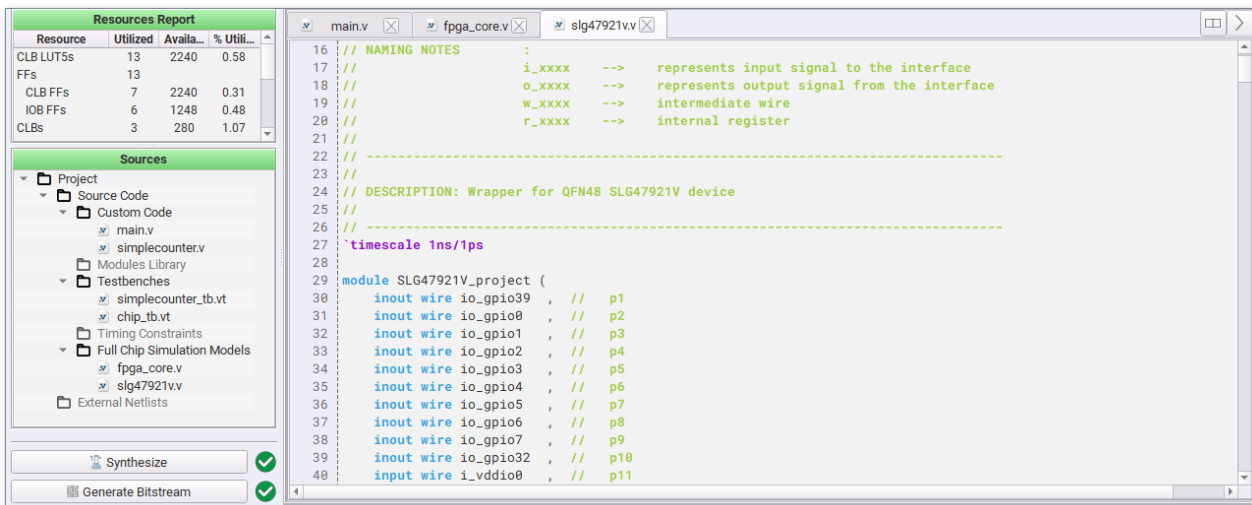 Resources Report
Resource Utilized Availa... % Utili...
CLB LUT5s 13 2240 0.58
FFs 13
CLB FFs 7 2240 0.31
IOB FFs 6 1248 0.48
CLBs 3 280 1.07
Sources
Project
Source Code
Custom Code
main.v
simplecounter.v
Modules Library
Testbenches
simplecounter_tb.vt
chip_tb.vt
Timing Constraints
Full Chip Simulation Models
fpga_core.v
slg47921v.v
External Netlists
Synthesize
Generate Bitstream
main.v fpga_core.v slg47921v.v
16 // NAMING NOTES :
17 // i_xxxx --> represents input signal to the interface
18 // o_xxxx --> represents output signal from the interface
19 // w_xxxx --> intermediate wire
20 // r_xxxx --> internal register
21 //
22 // --------------------------------------------------------------------------------
23 //
24 // DESCRIPTION: Wrapper for QFN48 SLG47921V device
25 //
26 // --------------------------------------------------------------------------------
27 `timescale 1ns/1ps
28
29 module SLG47921V_project (
30 inout wire io_gpio39 , // p1
31 inout wire io_gpio0 , // p2
32 inout wire io_gpio1 , // p3
33 inout wire io_gpio2 , // p4
34 inout wire io_gpio3 , // p5
35 inout wire io_gpio4 , // p6
36 inout wire io_gpio5 , // p7
37 inout wire io_gpio6 , // p8
38 inout wire io_gpio7 , // p9
39 inout wire io_gpio32 , // p10
40 input wire i_vddio0 , // p11